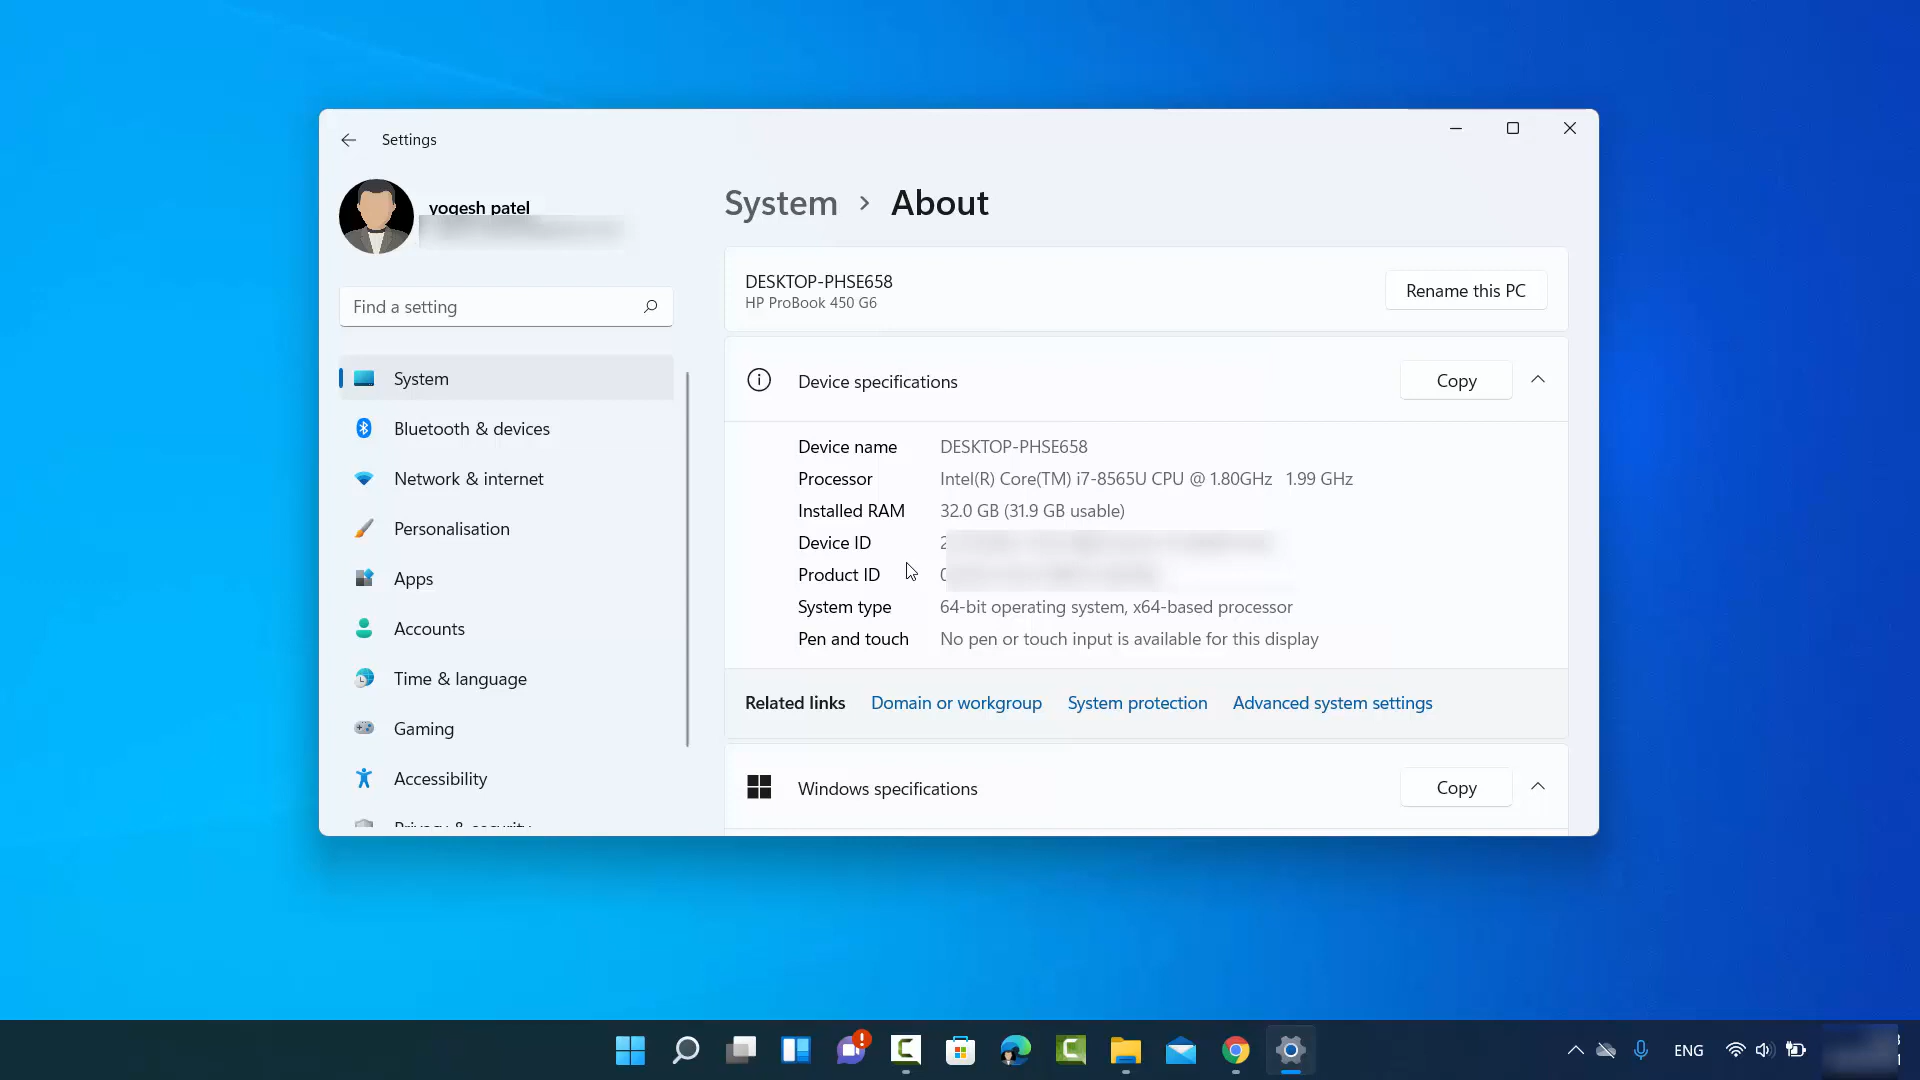 Settings
yogesh patel
Find a setting
System
Bluetooth & devices
Network & internet
Personalisation
Apps
Accounts
Time & language
Gaming
Accessibility
Privacy & security
System > About
DESKTOP-PHSE658
HP ProBook 450 G6
Rename this PC
Device specifications
Copy
Device name DESKTOP-PHSE658
Processor Intel(R) Core(TM) i7-8565U CPU @ 1.80GHz 1.99 GHz
Installed RAM 32.0 GB (31.9 GB usable)
Device ID
Product ID
System type 64-bit operating system, x64-based processor
Pen and touch No pen or touch input is available for this display
Related links Domain or workgroup System protection Advanced system settings
Windows specifications
Copy
ENG